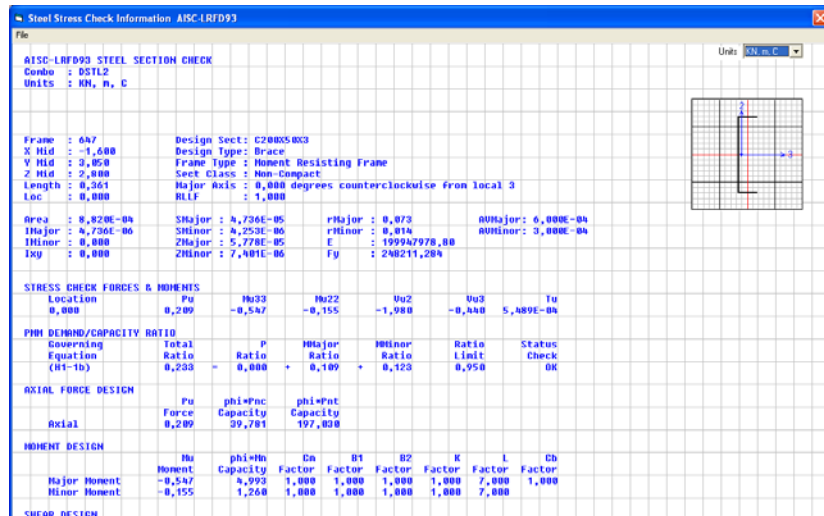 Steel Stress Check Information AISC-LRFD93
File
Units KN, m, C
AISC-LRFD93 STEEL SECTION CHECK
Combo : DSTL2
Units : KN, m, C
2
3
Frame : 647 Design Sect: C200X50X3
X Mid : -1,600 Design Type: Brace
Y Mid : 3,050 Frame Type : Moment Resisting Frame
Z Mid : 2,800 Sect Class : Non-Compact
Length : 0,361 Major Axis : 0,000 degrees counterclockwise from local 3
Loc : 0,000 RLLF : 1,000
Area : 8,820E-04 SMajor : 4,736E-05 rMajor : 0,073 AVMajor: 6,000E-04
IMajor : 4,736E-06 SMinor : 4,253E-06 rMinor : 0,014 AVMinor: 3,000E-04
IMinor : 0,000 ZMajor : 5,778E-05 E : 199947978,80
Ixy : 0,000 ZMinor : 7,401E-06 Fy : 248211,284
STRESS CHECK FORCES & MOMENTS
Location Pu Mu33 Mu22 Vu2 Vu3 Tu
0,000 0,209 -0,547 -0,155 -1,980 -0,440 5,489E-04
PMM DEMAND/CAPACITY RATIO
Governing Total P MMajor MMinor Ratio Status
Equation Ratio Ratio Ratio Ratio Limit Check
(H1-1b) 0,233 = 0,000 + 0,109 + 0,123 0,950 OK
AXIAL FORCE DESIGN
Pu phi*Pnc phi*Pnt
Force Capacity Capacity
Axial 0,209 39,781 197,030
MOMENT DESIGN
Mu phi*Mn Cm B1 B2 K L Cb
Moment Capacity Factor Factor Factor Factor Factor Factor
Major Moment -0,547 4,993 1,000 1,000 1,000 1,000 7,000 1,000
Minor Moment -0,155 1,260 1,000 1,000 1,000 1,000 7,000
SHEAR DESIGN